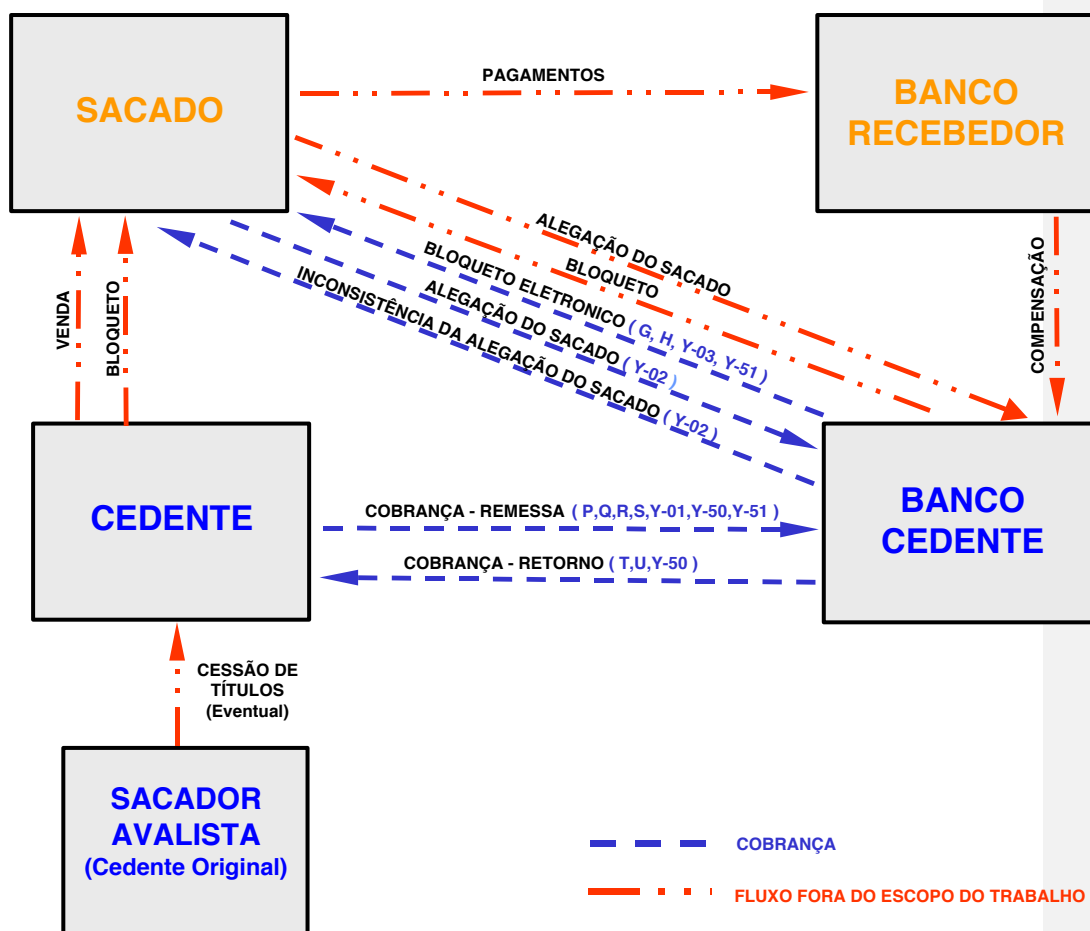 PAGAMENTOS
SACADO
BANCO
RECEBEDOR
ALEGAÇÃO DO SACADO
BLOQUETO
BLOQUETO ELETRONICO ( G, H, Y-03, Y-51 )
ALEGAÇÃO DO SACADO ( Y-02 )
INCONSISTÊNCIA DA ALEGAÇÃO DO SACADO ( Y-02 )
VENDA
BLOQUETO
COMPENSAÇÃO
CEDENTE
BANCO
CEDENTE
COBRANÇA - REMESSA ( P,Q,R,S,Y-01,Y-50,Y-51 )
COBRANÇA - RETORNO ( T,U,Y-50 )
CESSÃO DE
TÍTULOS
(Eventual)
SACADOR
AVALISTA
(Cedente Original)
COBRANÇA
FLUXO FORA DO ESCOPO DO TRABALHO